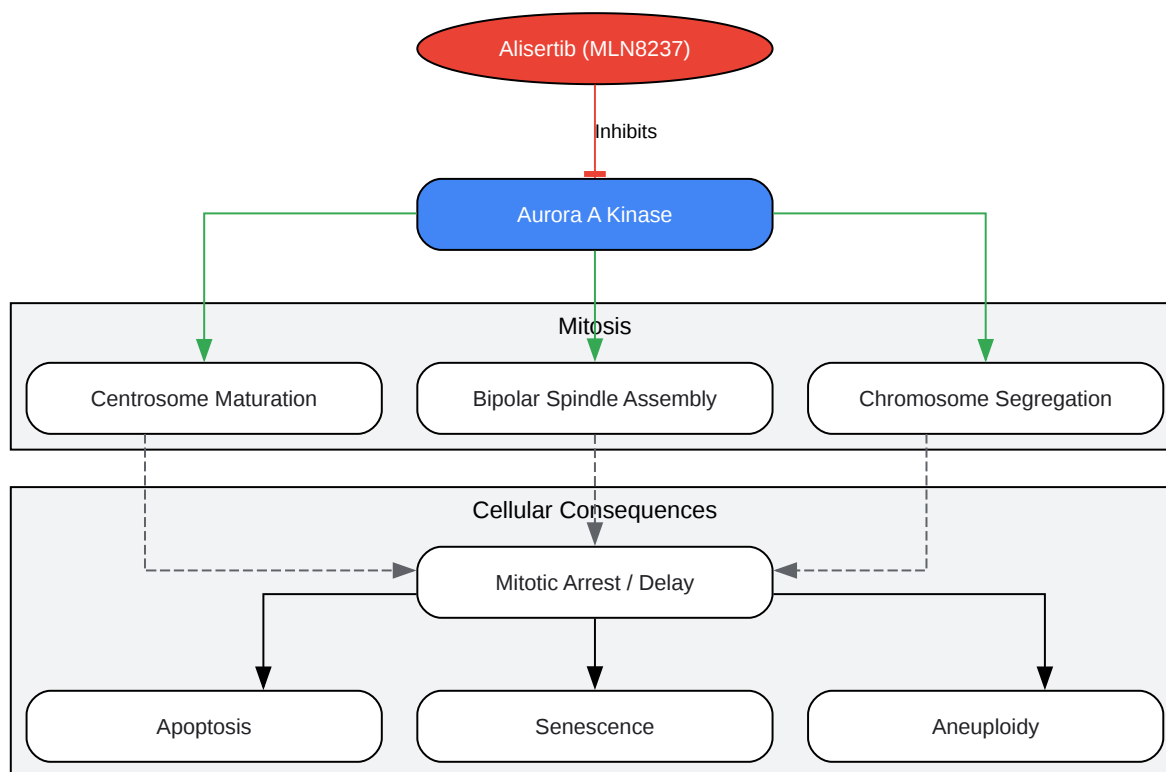 Alisertib (MLN8237)
Inhibits
Aurora A Kinase
Mitosis
Centrosome Maturation
Bipolar Spindle Assembly
Chromosome Segregation
Cellular Consequences
Mitotic Arrest / Delay
Apoptosis
Senescence
Aneuploidy